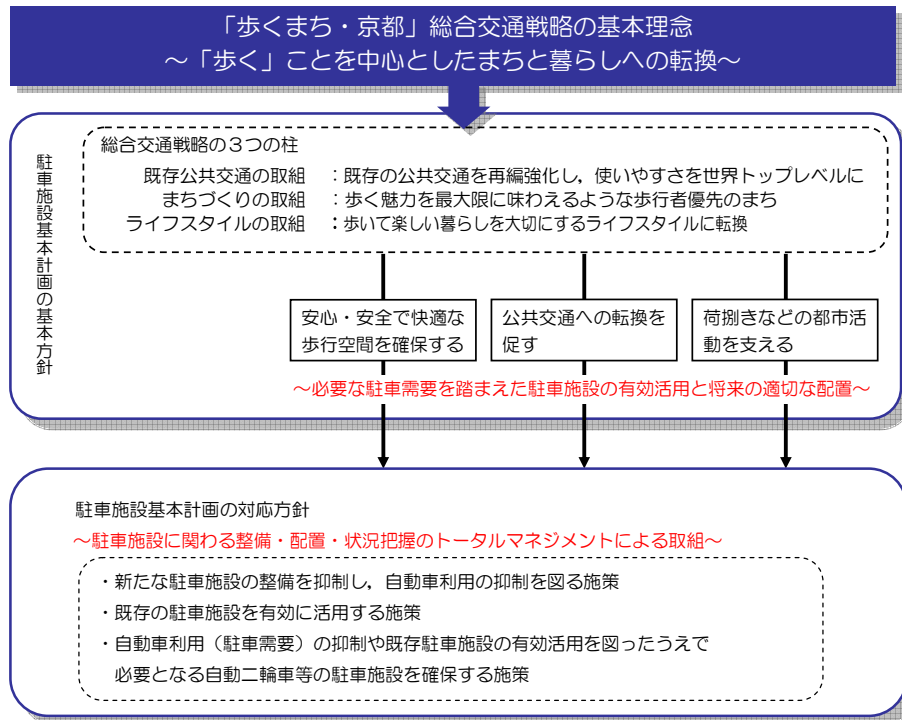 「歩くまち・京都」総合交通戦略の基本理念
～「歩く」ことを中心としたまちと暮らしへの転換～
駐車施設基本計画の基本方針
総合交通戦略の３つの柱
既存公共交通の取組　：既存の公共交通を再編強化し，使いやすさを世界トップレベルに
まちづくりの取組　：歩く魅力を最大限に味わえるような歩行者優先のまち
ライフスタイルの取組　：歩いて楽しい暮らしを大切にするライフスタイルに転換
安心・安全で快適な
歩行空間を確保する
公共交通への転換を
促す
荷捌きなどの都市活
動を支える
～必要な駐車需要を踏まえた駐車施設の有効活用と将来の適切な配置～
駐車施設基本計画の対応方針
～駐車施設に関わる整備・配置・状況把握のトータルマネジメントによる取組～
・新たな駐車施設の整備を抑制し，自動車利用の抑制を図る施策
・既存の駐車施設を有効に活用する施策
・自動車利用（駐車需要）の抑制や既存駐車施設の有効活用を図ったうえで
必要となる自動二輪車等の駐車施設を確保する施策